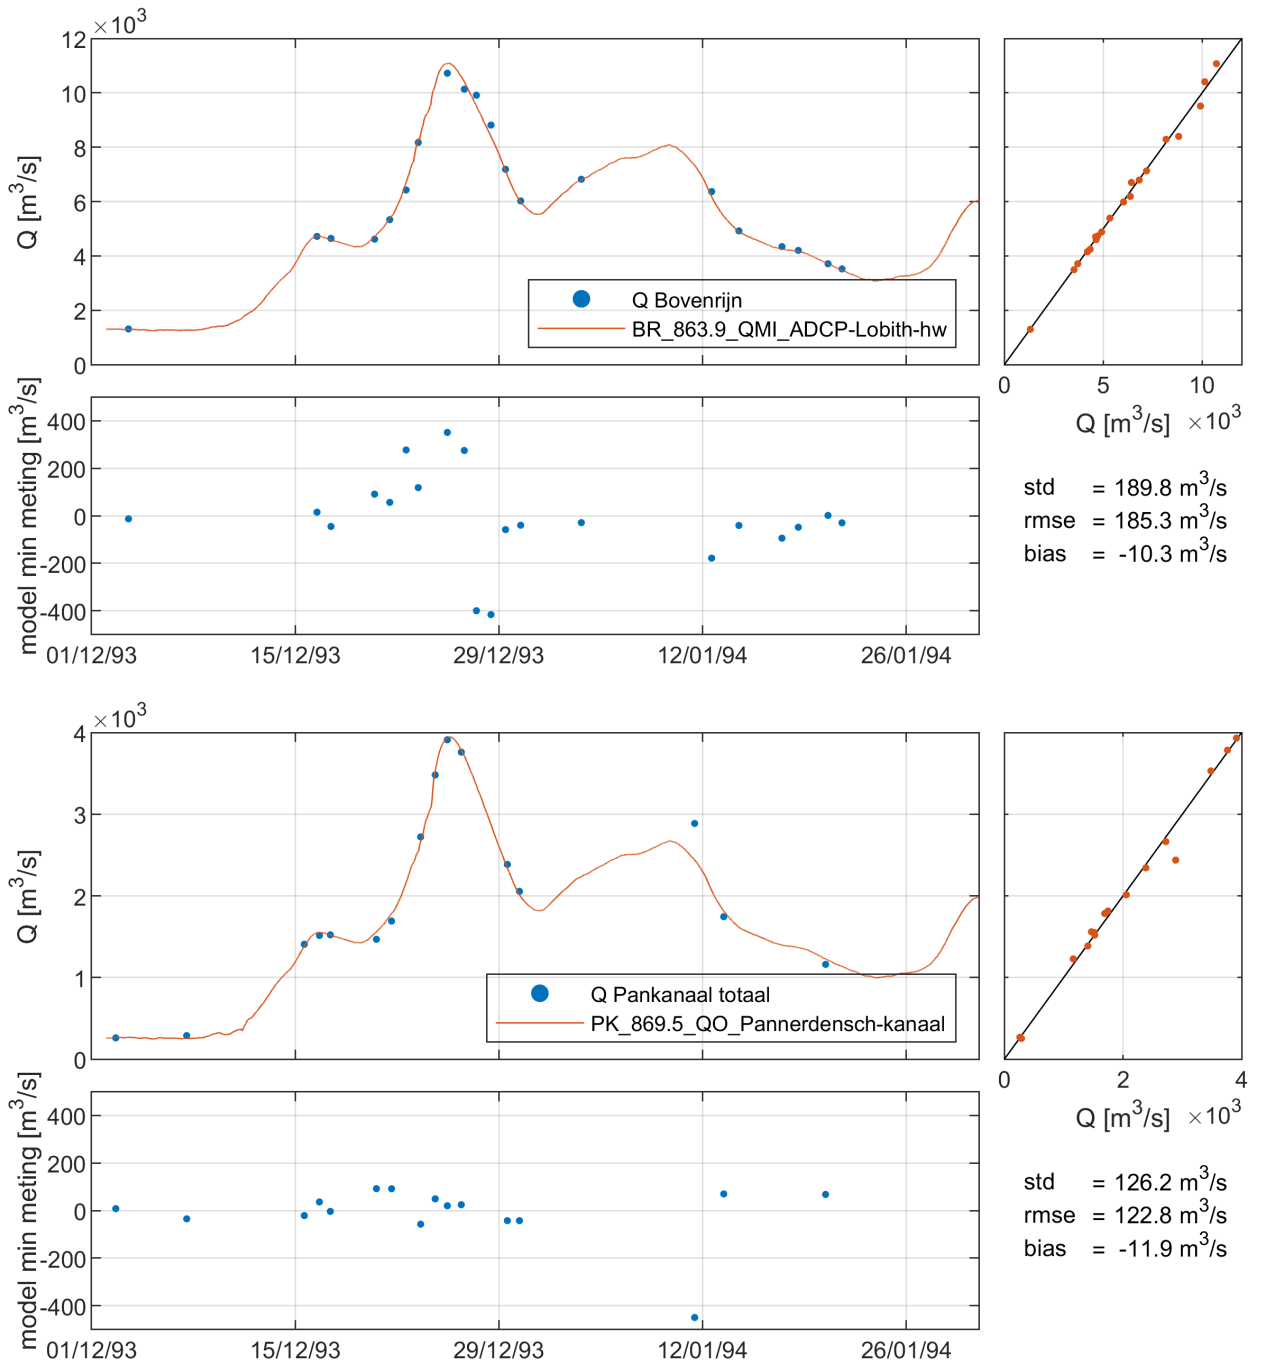 ×10³
12
10
8
6
4
2
0
Q [m³/s]
Q Bovenrijn
BR_863.9_QMI_ADCP-Lobith-hw
0 5 10
Q [m³/s] ×10³
400
200
0
-200
-400
model min meting [m³/s]
01/12/93 15/12/93 29/12/93 12/01/94 26/01/94
std = 189.8 m³/s
rmse = 185.3 m³/s
bias = -10.3 m³/s
×10³
4
3
2
1
0
Q [m³/s]
Q Pankanaal totaal
PK_869.5_QO_Pannerdensch-kanaal
0 2 4
Q [m³/s] ×10³
400
200
0
-200
-400
model min meting [m³/s]
01/12/93 15/12/93 29/12/93 12/01/94 26/01/94
std = 126.2 m³/s
rmse = 122.8 m³/s
bias = -11.9 m³/s